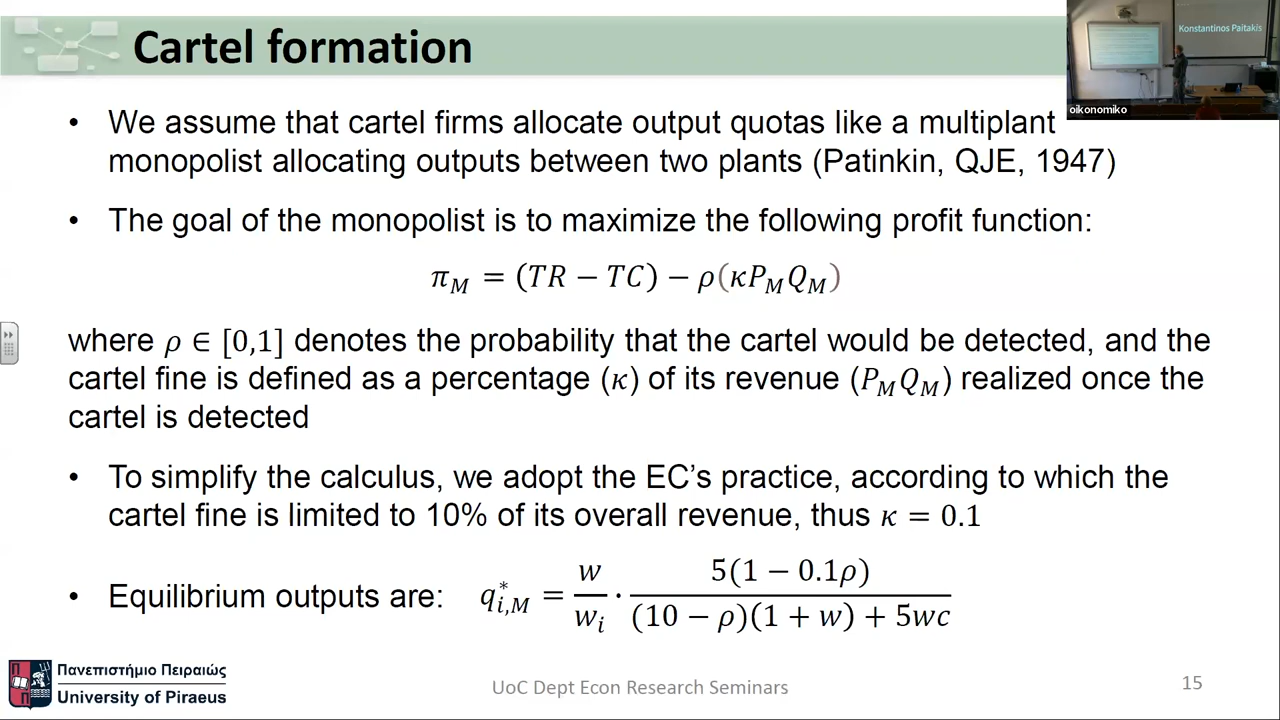 Cartel formation
Konstantinos Paitakis
oikonomiko
• We assume that cartel firms allocate output quotas like a multiplant
monopolist allocating outputs between two plants (Patinkin, QJE, 1947)
• The goal of the monopolist is to maximize the following profit function:
π_M = (TR − TC) − ρ(κP_M Q_M)
where ρ ∈ [0,1] denotes the probability that the cartel would be detected, and the
cartel fine is defined as a percentage (κ) of its revenue (P_M Q_M) realized once the
cartel is detected
• To simplify the calculus, we adopt the EC's practice, according to which the
cartel fine is limited to 10% of its overall revenue, thus κ = 0.1
• Equilibrium outputs are: q*_{i,M} = w/w_i · 5(1 − 0.1ρ)/((10 − ρ)(1 + w) + 5wc)
Πανεπιστήμιο Πειραιώς
University of Piraeus
UoC Dept Econ Research Seminars
15